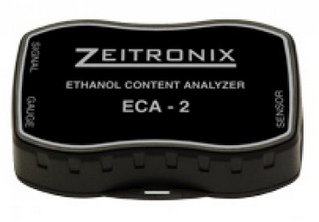 ZEITRONIX
ETHANOL CONTENT ANALYZER
ECA - 2
SIGNAL
GAUGE
SENSOR